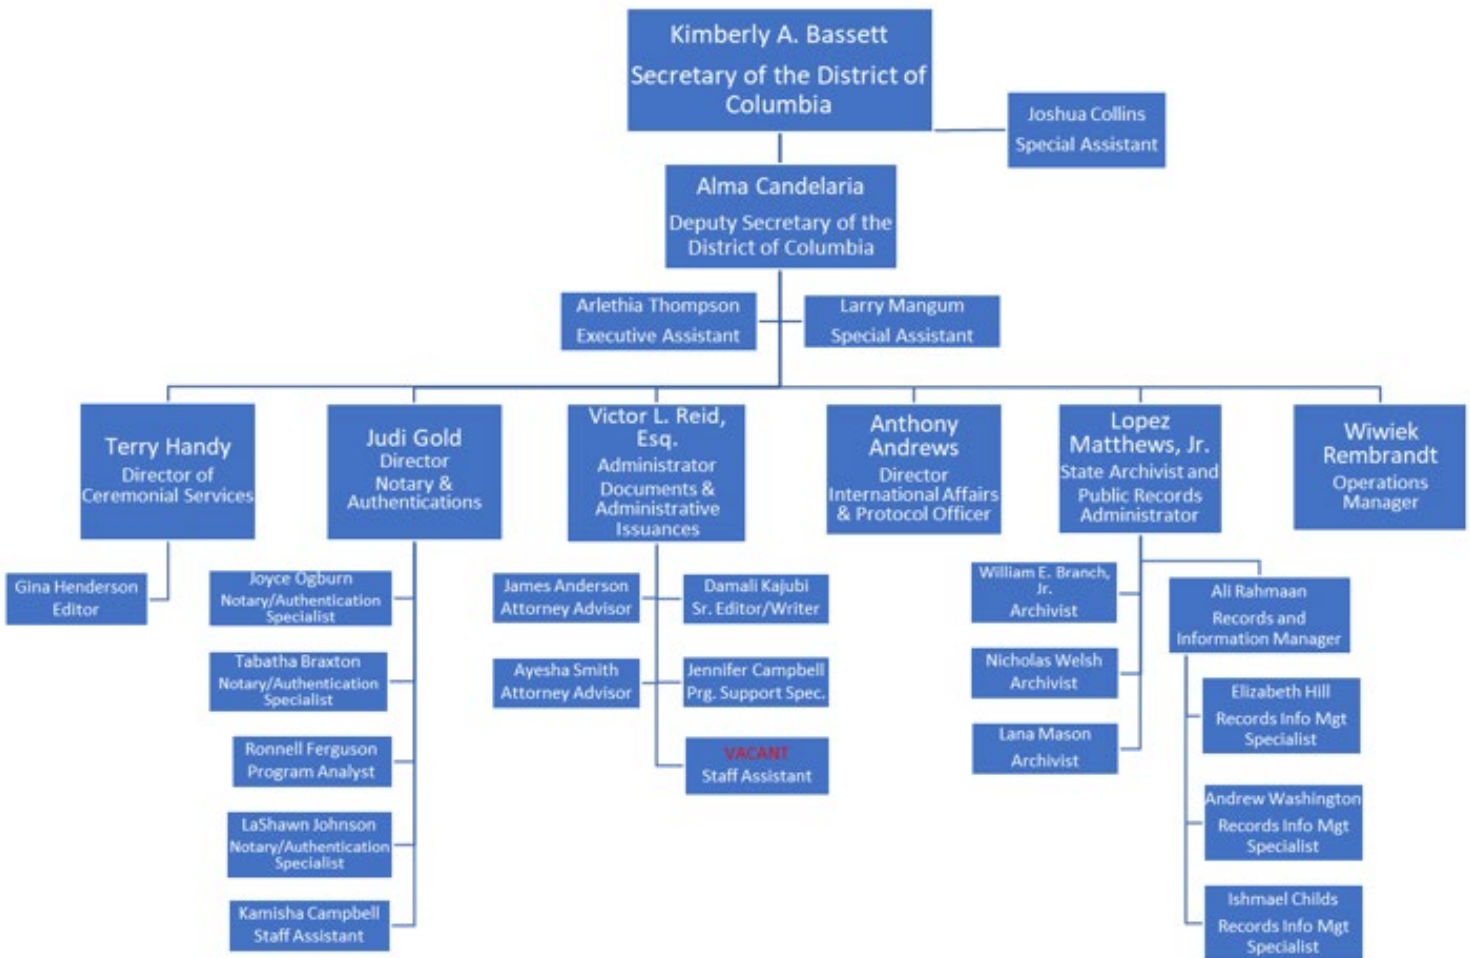 Kimberly A. Bassett
Secretary of the District of
Columbia
Joshua Collins
Special Assistant
Alma Candelaria
Deputy Secretary of the
District of Columbia
Arlethia Thompson
Executive Assistant
Larry Mangum
Special Assistant
Terry Handy
Director of
Ceremonial Services
Judi Gold
Director
Notary &
Authentications
Victor L. Reid,
Esq.
Administrator
Documents &
Administrative
Issuances
Anthony
Andrews
Director
International Affairs
& Protocol Officer
Lopez
Matthews, Jr.
State Archivist and
Public Records
Administrator
Wiwiek
Rembrandt
Operations
Manager
Gina Henderson
Editor
Joyce Ogburn
Notary/Authentication
Specialist
Tabatha Braxton
Notary/Authentication
Specialist
Ronnell Ferguson
Program Analyst
LaShawn Johnson
Notary/Authentication
Specialist
Kamisha Campbell
Staff Assistant
James Anderson
Attorney Advisor
Damali Kajubi
Sr. Editor/Writer
Ayesha Smith
Attorney Advisor
Jennifer Campbell
Prg. Support Spec.
VACANT
Staff Assistant
William E. Branch,
Jr.
Archivist
Nicholas Welsh
Archivist
Lana Mason
Archivist
Ali Rahmaan
Records and
Information Manager
Elizabeth Hill
Records Info Mgt
Specialist
Andrew Washington
Records Info Mgt
Specialist
Ishmael Childs
Records Info Mgt
Specialist